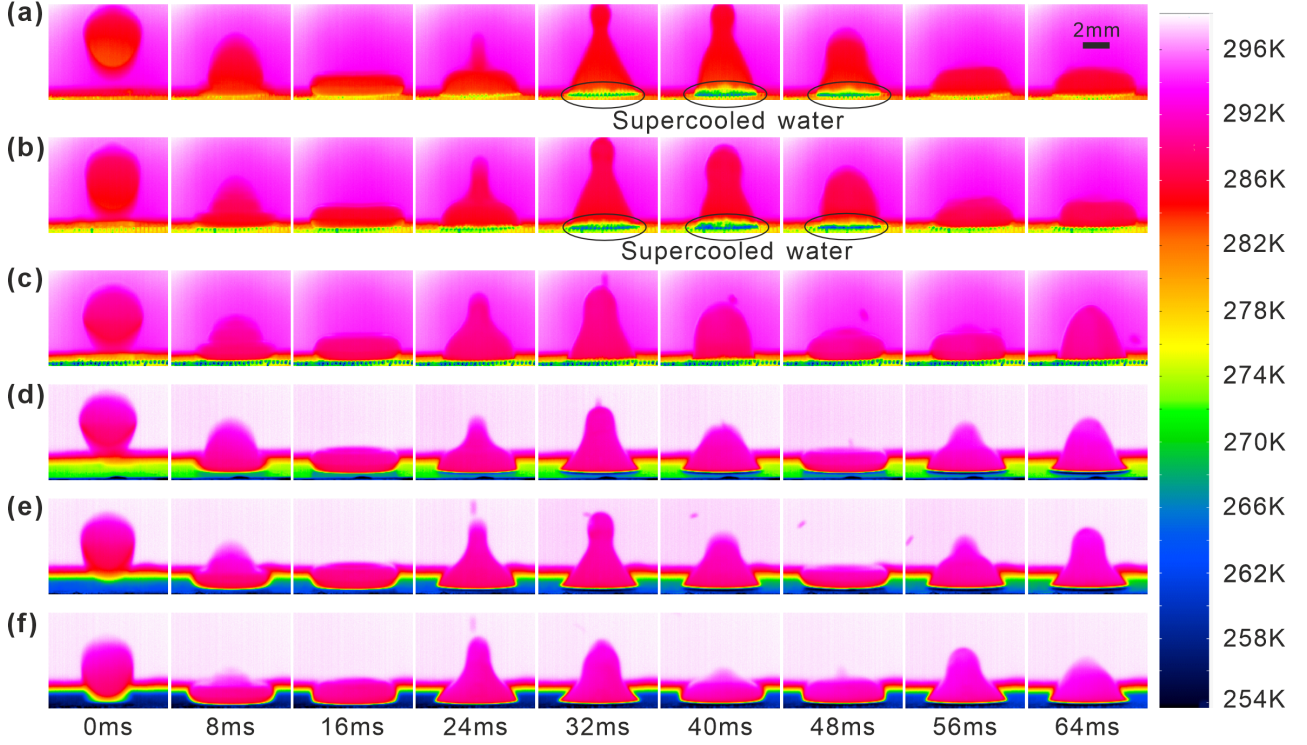 (a)
2mm
296K
292K
Supercooled water
(b)
286K
282K
Supercooled water
(c)
278K
274K
(d)
270K
266K
(e)
262K
258K
(f)
254K
0ms 8ms 16ms 24ms 32ms 40ms 48ms 56ms 64ms